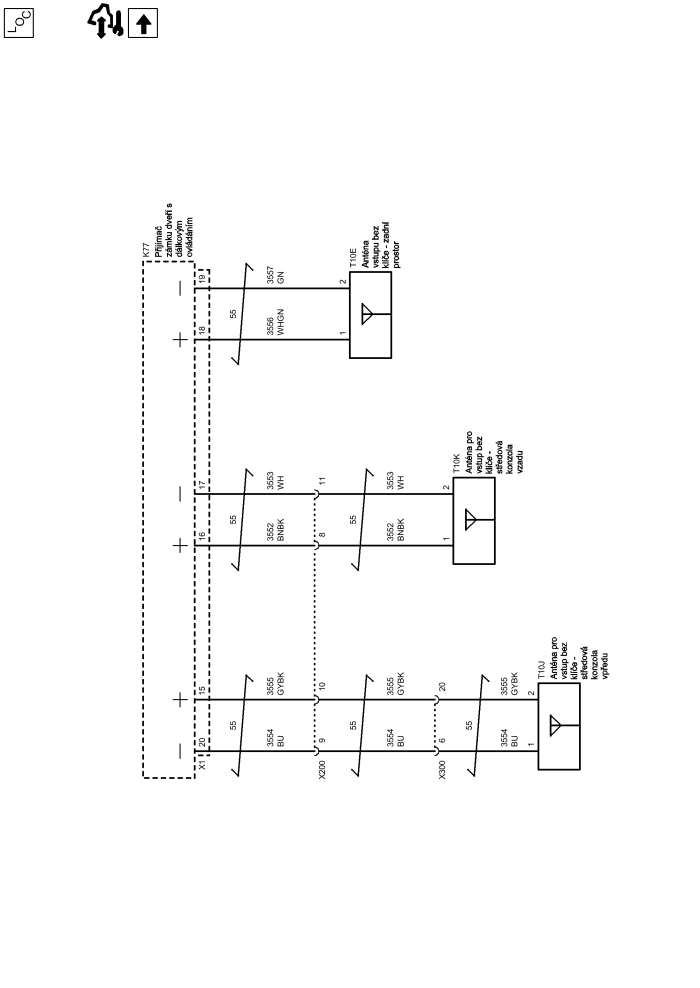 LOC
K77
Přijímač
zámku dveří s
dálkovým
ovládáním
X1
20
15
16
17
18
19
55
3554
BU
3555
GYBK
55
3552
BNBK
3553
WH
55
3556
WHGN
3557
GN
1
2
T10E
Anténa
vstupu bez
klíče - zadní
prostor
X200
9
10
8
11
55
3554
BU
3555
GYBK
55
3552
BNBK
3553
WH
1
2
T10K
Anténa pro
vstup bez
klíče -
středová
konzola
vzadu
X300
6
20
55
3554
BU
3555
GYBK
1
2
T10J
Anténa pro
vstup bez
klíče -
středová
konzola
vpředu